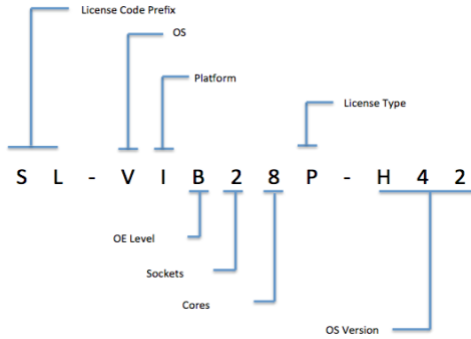 License Code Prefix
OS
Platform
License Type
S L - V I B 2 8 P - H 4 2
OE Level
Sockets
Cores
OS Version